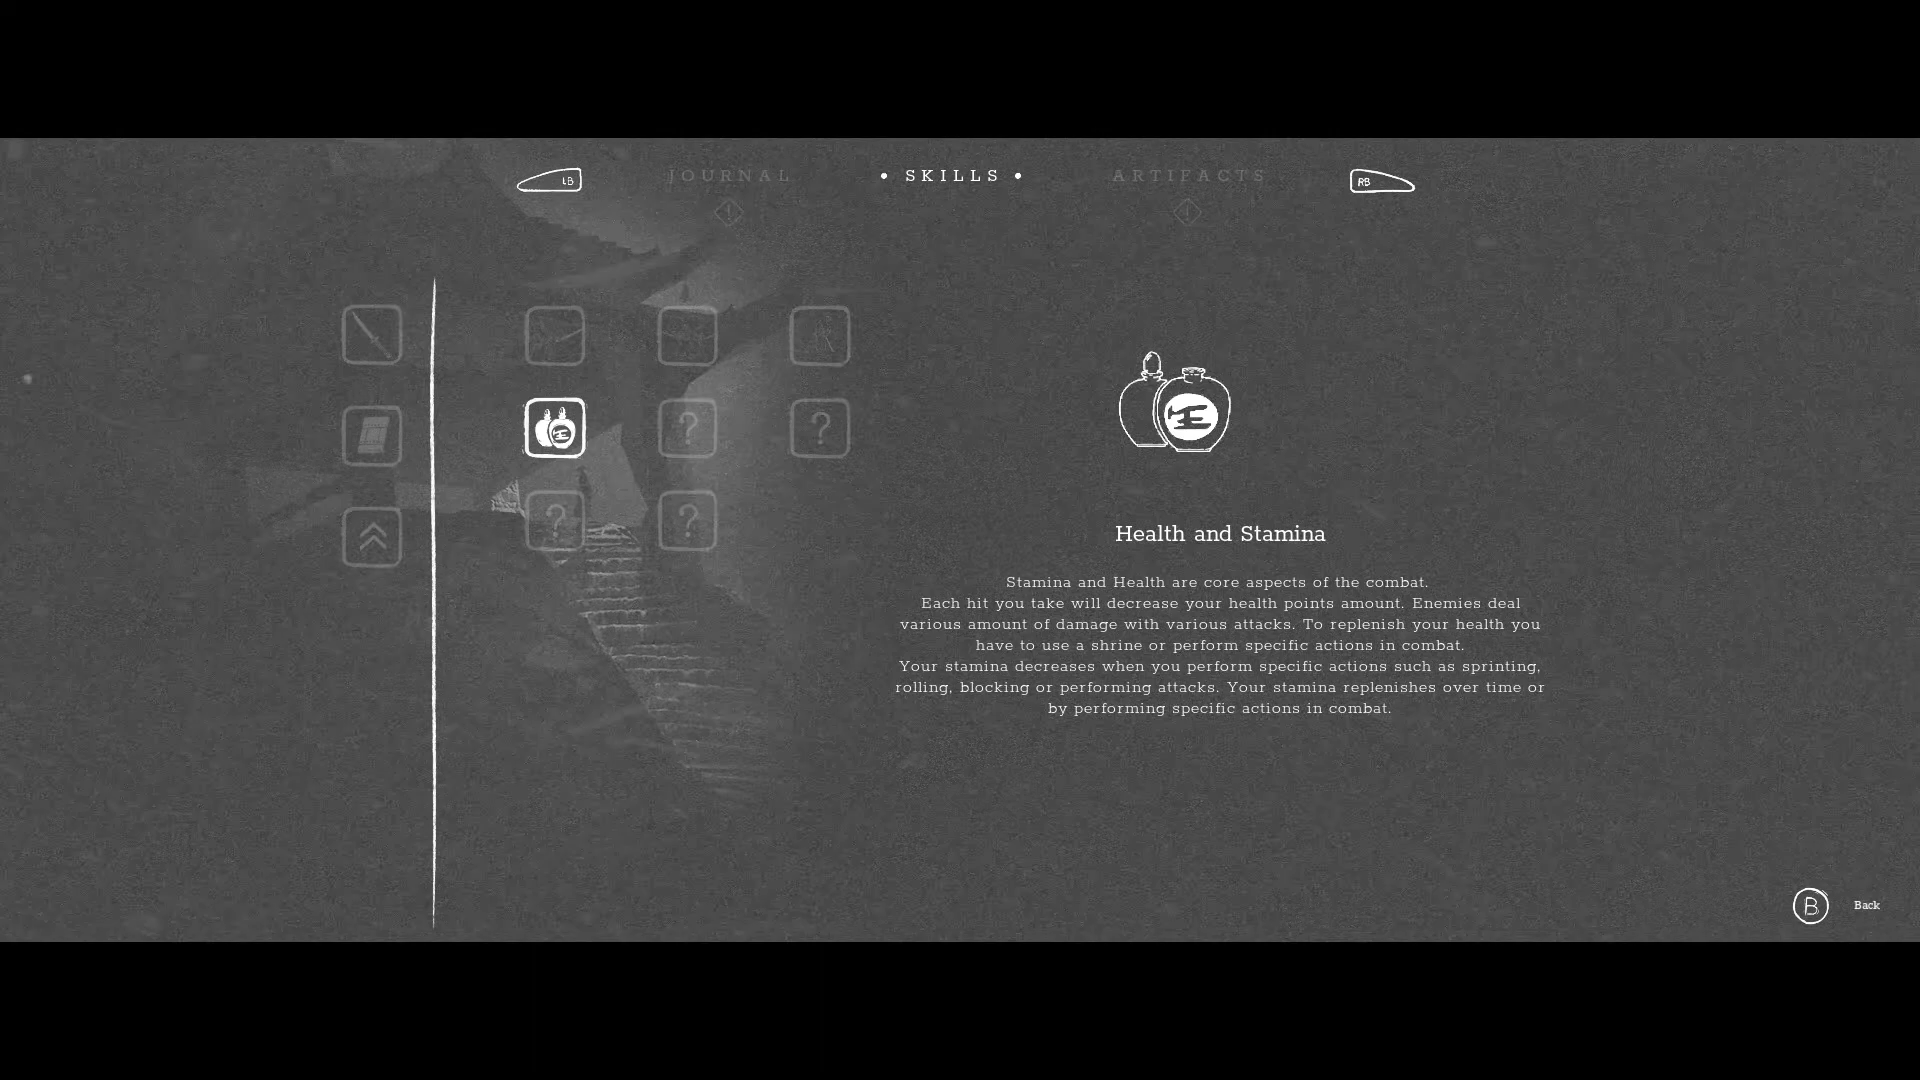 LB
JOURNAL
• SKILLS •
ARTIFACTS
RB
!
!
?
?
?
?
Health and Stamina
Stamina and Health are core aspects of the combat.
Each hit you take will decrease your health points amount. Enemies deal
various amount of damage with various attacks. To replenish your health you
have to use a shrine or perform specific actions in combat.
Your stamina decreases when you perform specific actions such as sprinting,
rolling, blocking or performing attacks. Your stamina replenishes over time or
by performing specific actions in combat.
B Back